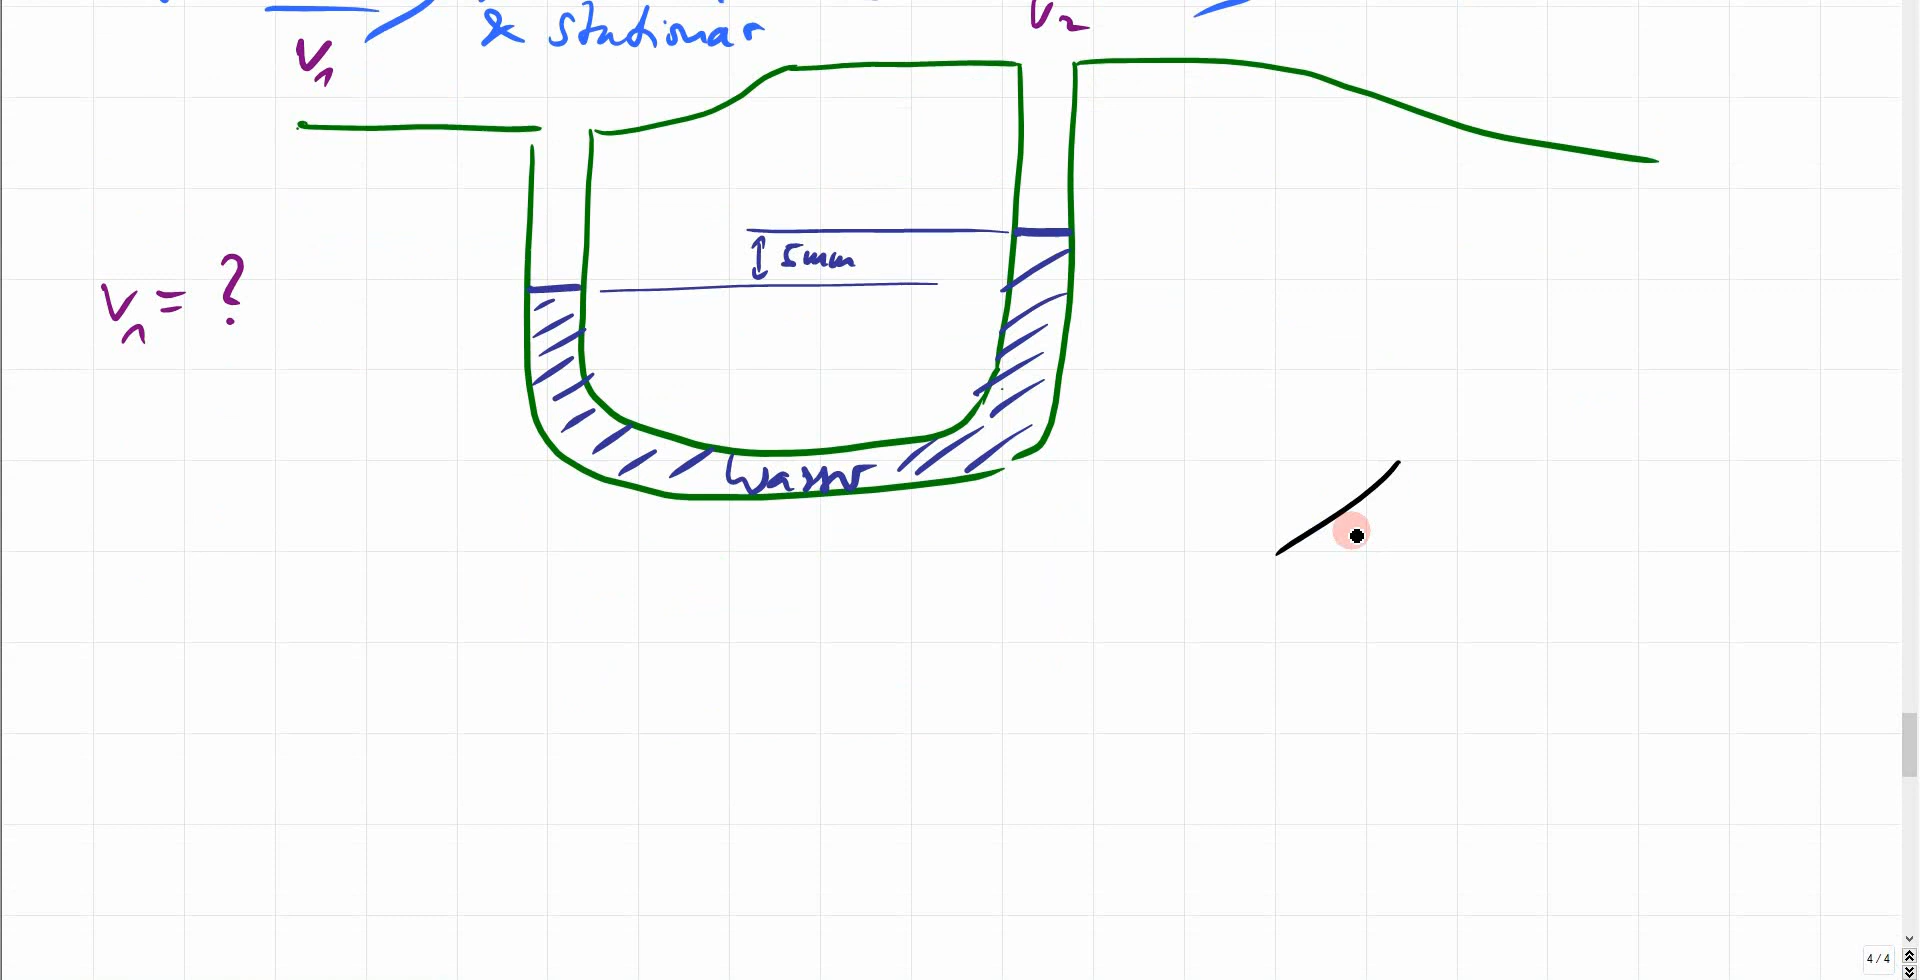 & stationär
v₂
v₁
5mm
v₁ = ?
Wasser
4 / 4